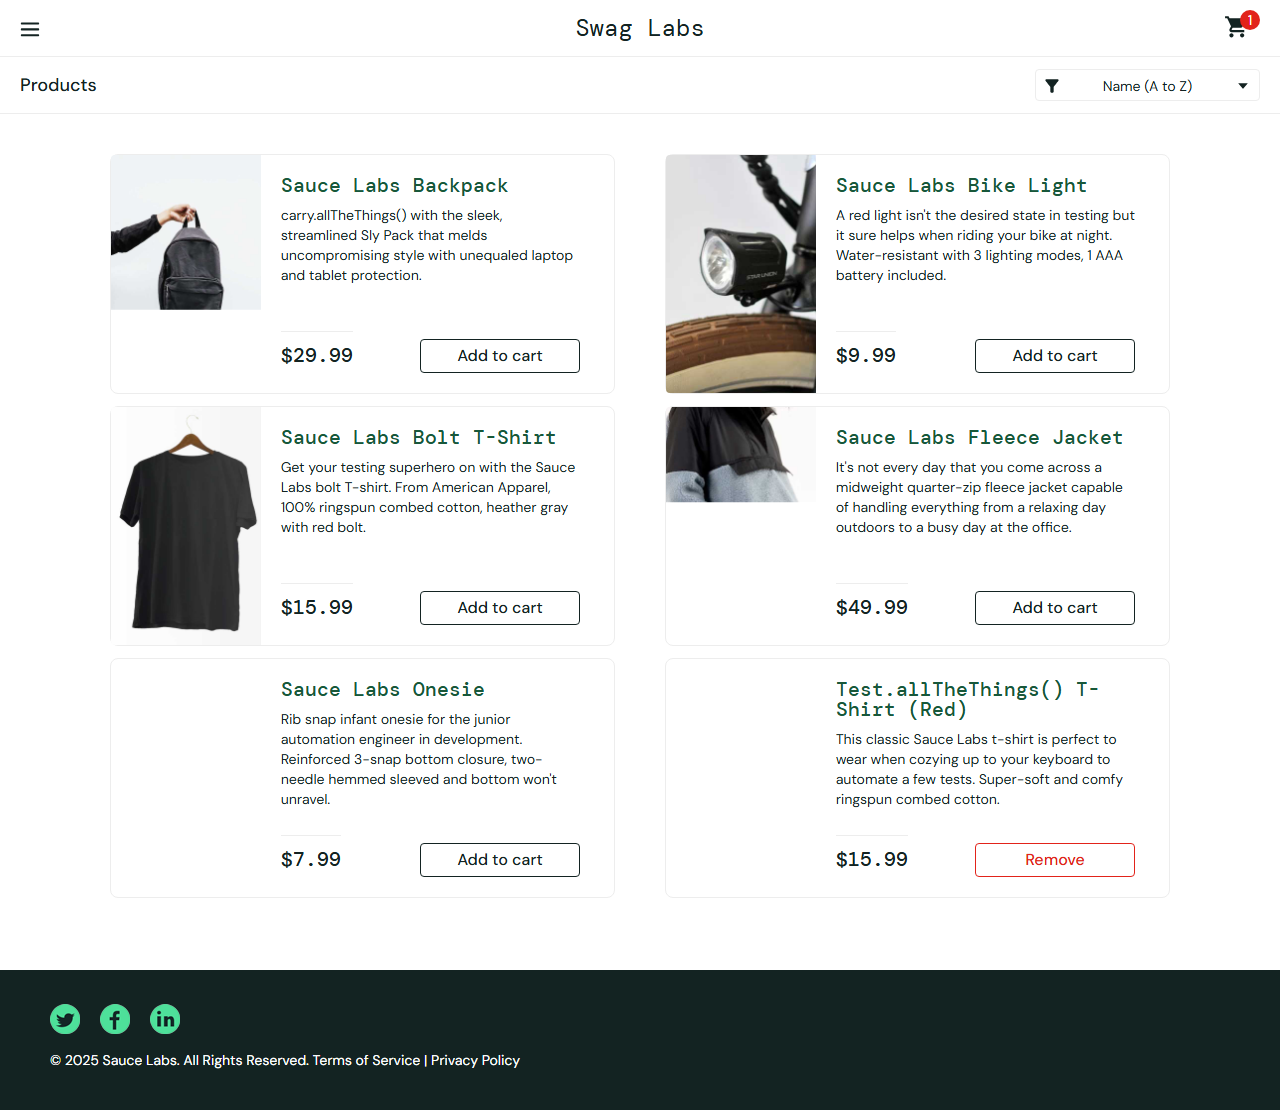 Swag Labs
1
Products
Name (A to Z)
Sauce Labs Backpack
carry.allTheThings() with the sleek,
streamlined Sly Pack that melds
uncompromising style with unequaled laptop
and tablet protection.
$29.99
Add to cart
Sauce Labs Bike Light
A red light isn't the desired state in testing but
it sure helps when riding your bike at night.
Water-resistant with 3 lighting modes, 1 AAA
battery included.
$9.99
Add to cart
Sauce Labs Bolt T-Shirt
Get your testing superhero on with the Sauce
Labs bolt T-shirt. From American Apparel,
100% ringspun combed cotton, heather gray
with red bolt.
$15.99
Add to cart
Sauce Labs Fleece Jacket
It's not every day that you come across a
midweight quarter-zip fleece jacket capable
of handling everything from a relaxing day
outdoors to a busy day at the office.
$49.99
Add to cart
Sauce Labs Onesie
Rib snap infant onesie for the junior
automation engineer in development.
Reinforced 3-snap bottom closure, two-
needle hemmed sleeved and bottom won't
unravel.
$7.99
Add to cart
Test.allTheThings() T-
Shirt (Red)
This classic Sauce Labs t-shirt is perfect to
wear when cozying up to your keyboard to
automate a few tests. Super-soft and comfy
ringspun combed cotton.
$15.99
Remove
© 2025 Sauce Labs. All Rights Reserved. Terms of Service | Privacy Policy